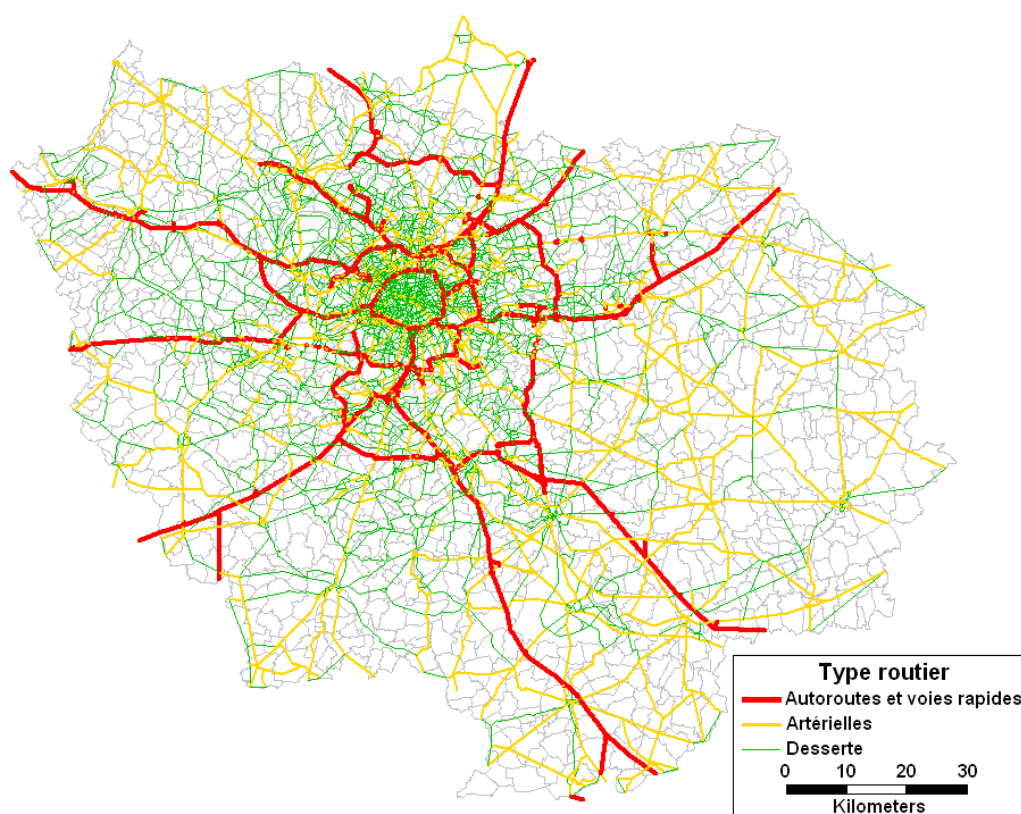 Type routier
Autoroutes et voies rapides
Artérielles
Desserte
0 10 20 30
Kilometers